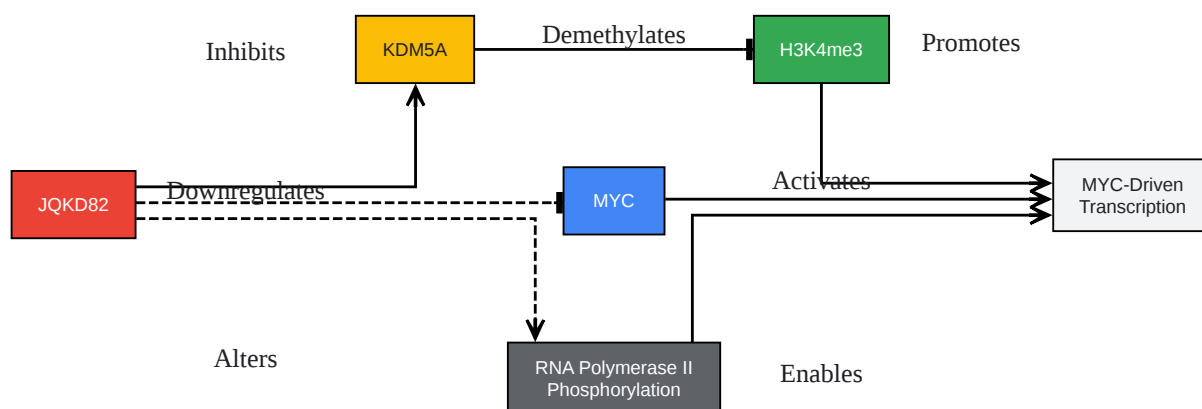 Inhibits
KDM5A
Demethylates
H3K4me3
Promotes
JQKD82
Downregulates
MYC
Activates
MYC-Driven
Transcription
Alters
RNA Polymerase II
Phosphorylation
Enables